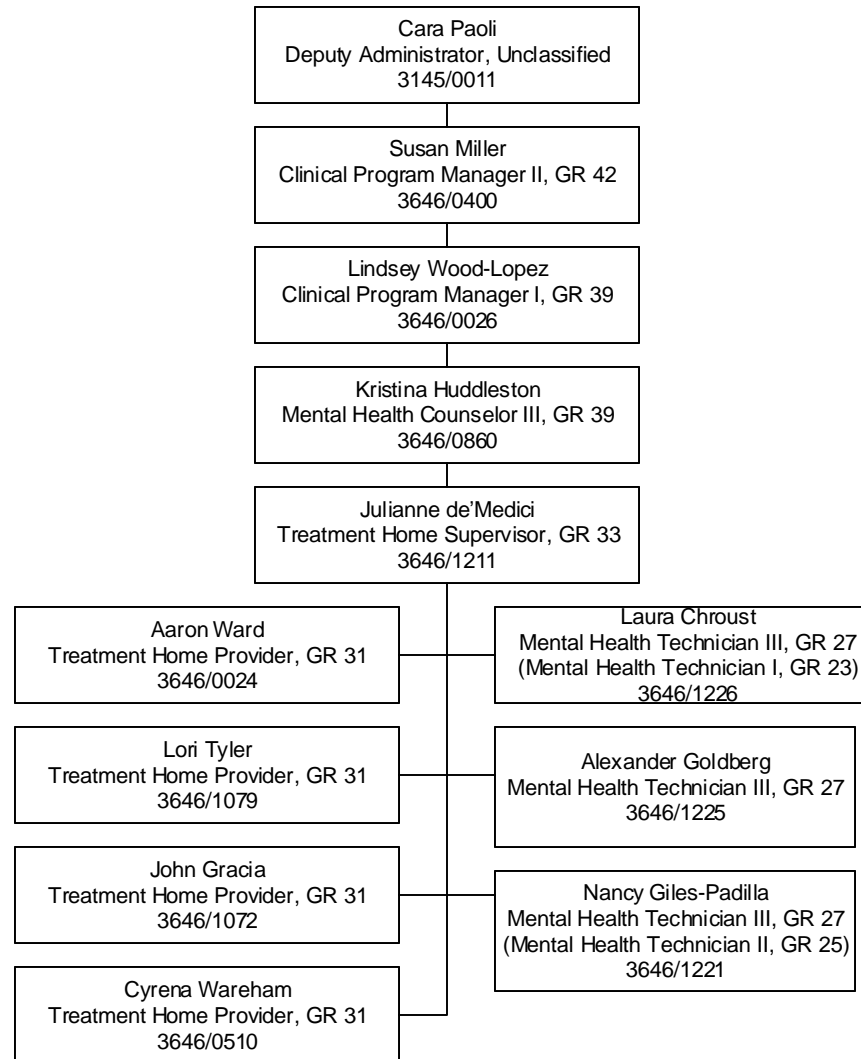 Cara Paoli
Deputy Administrator, Unclassified
3145/0011
Susan Miller
Clinical Program Manager II, GR 42
3646/0400
Lindsey Wood-Lopez
Clinical Program Manager I, GR 39
3646/0026
Kristina Huddleston
Mental Health Counselor III, GR 39
3646/0860
Julianne de’Medici
Treatment Home Supervisor, GR 33
3646/1211
Aaron Ward
Treatment Home Provider, GR 31
3646/0024
Laura Chroust
Mental Health Technician III, GR 27
(Mental Health Technician I, GR 23)
3646/1226
Lori Tyler
Treatment Home Provider, GR 31
3646/1079
Alexander Goldberg
Mental Health Technician III, GR 27
3646/1225
John Gracia
Treatment Home Provider, GR 31
3646/1072
Nancy Giles-Padilla
Mental Health Technician III, GR 27
(Mental Health Technician II, GR 25)
3646/1221
Cyrena Wareham
Treatment Home Provider, GR 31
3646/0510